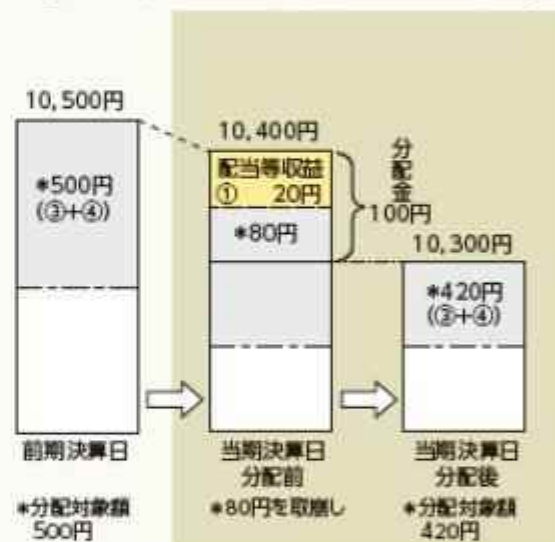 10,500円
*500円
(③+④)
前期決算日
*分配対象額
500円
10,400円
配当等収益
① 20円
*80円
分配金
100円
当期決算日
分配前
*80円を取崩し
10,300円
*420円
(③+④)
当期決算日
分配後
*分配対象額
420円